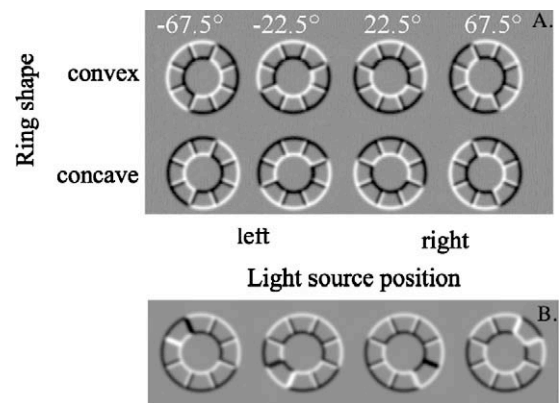 A.
-67.5° -22.5° 22.5° 67.5°
Ring shape
convex
concave
left right
Light source position
B.